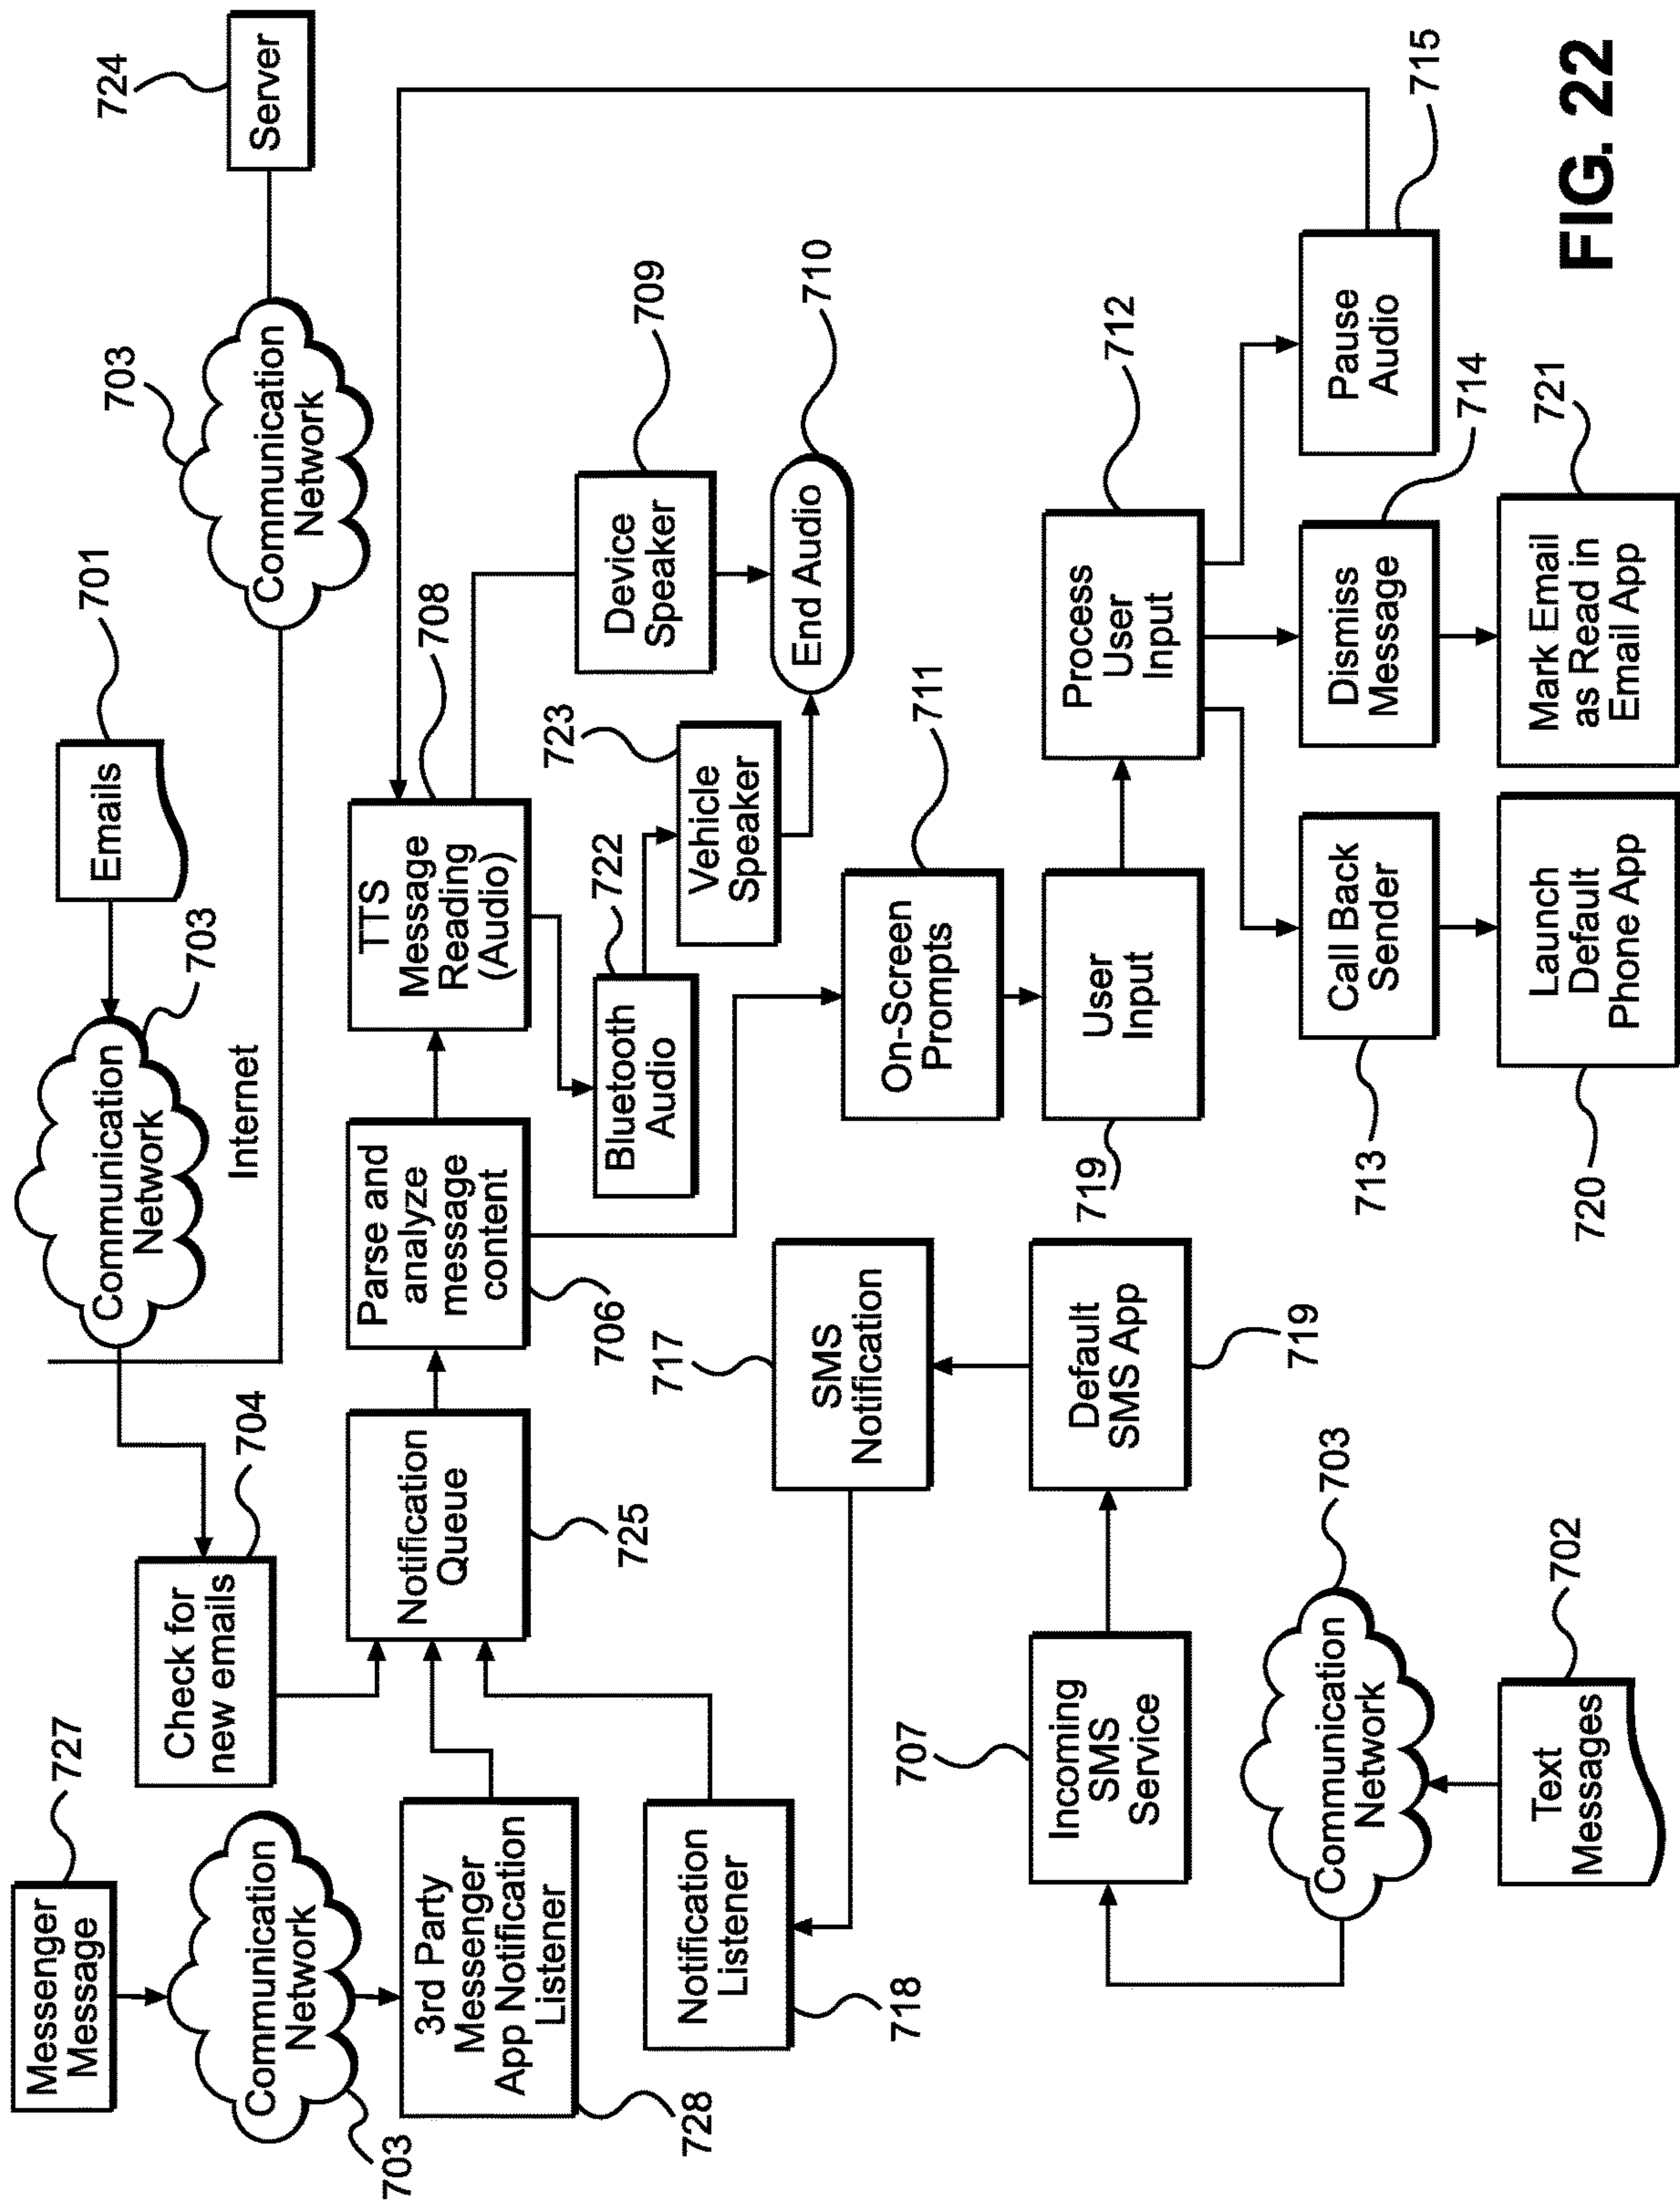 727
Messenger
Message
Communication
Network
703
3rd Party
Messenger
App Notification
Listener
728
Notification
Listener
718
Check for
new emails
704
Notification
Queue
725
Emails
701
Communication
Network
703
Internet
Communication
Network
703
Server
724
Parse and
analyze
message
content
706
TTS
Message
Reading
(Audio)
708
Bluetooth
Audio
722
Vehicle
Speaker
723
Device
Speaker
709
End Audio
710
SMS
Notification
717
Default
SMS App
719
Incoming
SMS
Service
707
Communication
Network
703
Text
Messages
702
On-Screen
Prompts
711
User
Input
719
Process
User
Input
712
Call Back
Sender
713
Dismiss
Message
714
Pause
Audio
715
Launch
Default
Phone App
720
Mark Email
as Read in
Email App
721
FIG. 22